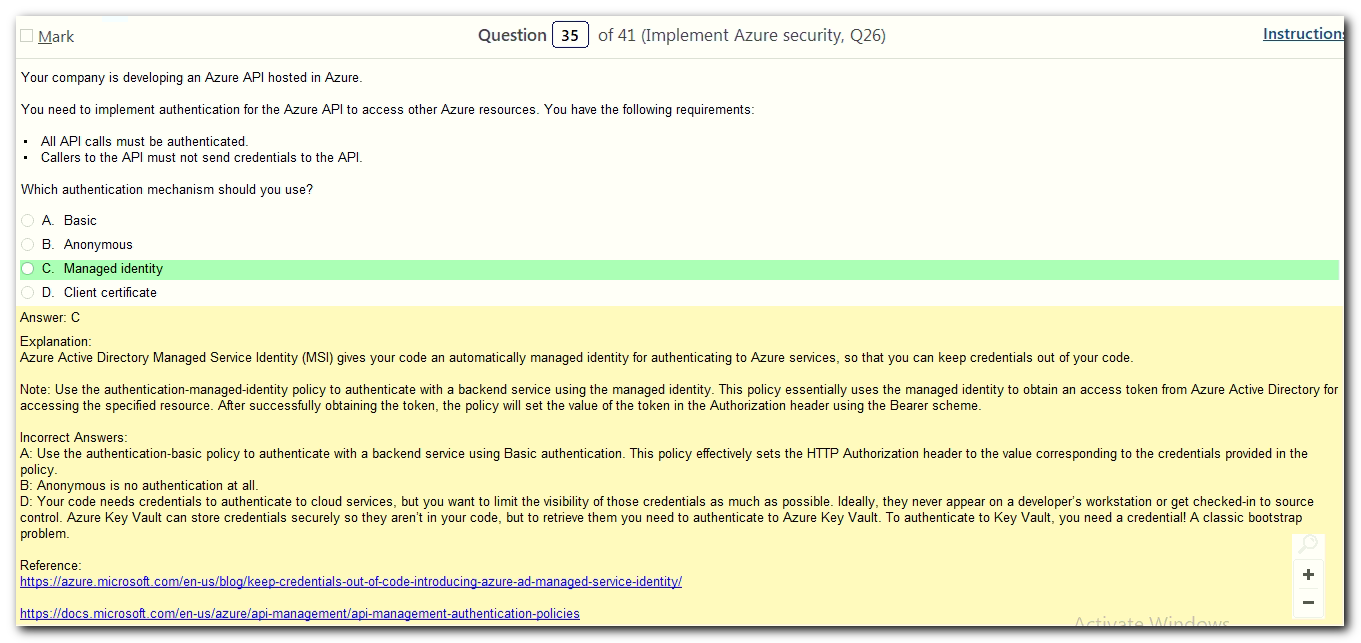 Mark
Question 35 of 41 (Implement Azure security, Q26)
Instructions
Your company is developing an Azure API hosted in Azure.
You need to implement authentication for the Azure API to access other Azure resources. You have the following requirements:
▪ All API calls must be authenticated.
▪ Callers to the API must not send credentials to the API.
Which authentication mechanism should you use?
A. Basic
B. Anonymous
C. Managed identity
D. Client certificate
Answer: C
Explanation:
Azure Active Directory Managed Service Identity (MSI) gives your code an automatically managed identity for authenticating to Azure services, so that you can keep credentials out of your code.
Note: Use the authentication-managed-identity policy to authenticate with a backend service using the managed identity. This policy essentially uses the managed identity to obtain an access token from Azure Active Directory for
accessing the specified resource. After successfully obtaining the token, the policy will set the value of the token in the Authorization header using the Bearer scheme.
Incorrect Answers:
A: Use the authentication-basic policy to authenticate with a backend service using Basic authentication. This policy effectively sets the HTTP Authorization header to the value corresponding to the credentials provided in the
policy.
B: Anonymous is no authentication at all.
D: Your code needs credentials to authenticate to cloud services, but you want to limit the visibility of those credentials as much as possible. Ideally, they never appear on a developer's workstation or get checked-in to source
control. Azure Key Vault can store credentials securely so they aren't in your code, but to retrieve them you need to authenticate to Azure Key Vault. To authenticate to Key Vault, you need a credential! A classic bootstrap
problem.
Reference:
https://azure.microsoft.com/en-us/blog/keep-credentials-out-of-code-introducing-azure-ad-managed-service-identity/
https://docs.microsoft.com/en-us/azure/api-management/api-management-authentication-policies
Activate Windows